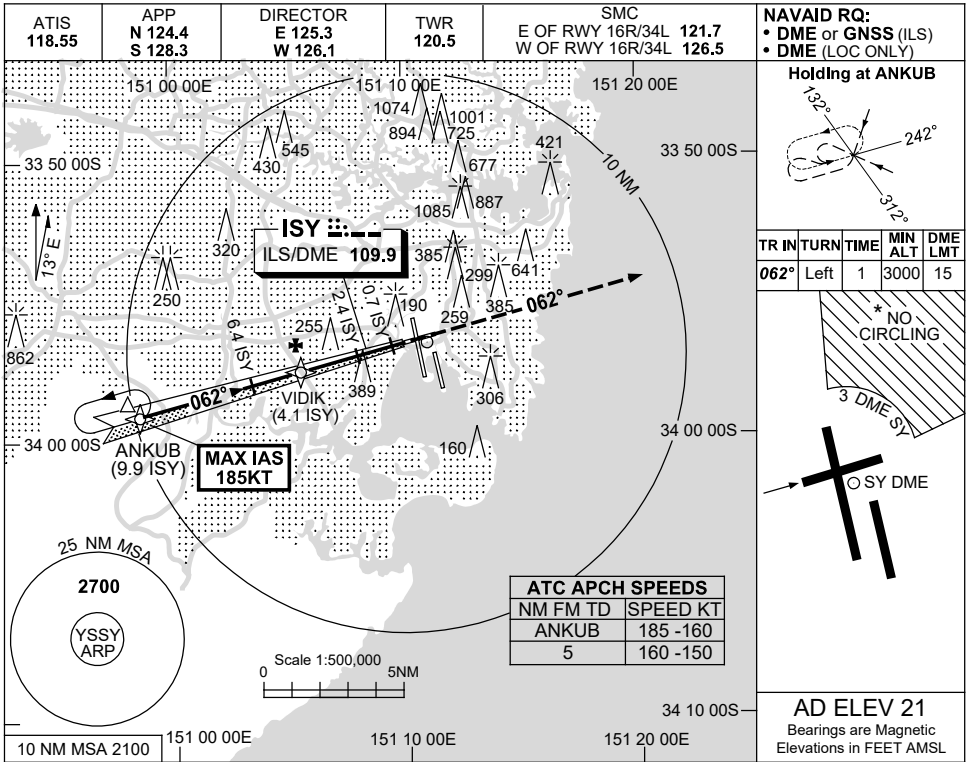 ATIS
118.55
APP
N 124.4
S 128.3
DIRECTOR
E 125.3
W 126.1
TWR
120.5
SMC
E OF RWY 16R/34L 121.7
W OF RWY 16R/34L 126.5
NAVAID RQ:
• DME or GNSS (ILS)
• DME (LOC ONLY)
151 00 00E
151 10 00E
151 20 00E
33 50 00S
33 50 00S
10 NM
1074
1001
894
725
545
430
677
421
1085
887
13° E
320
ISY
ILS/DME 109.9
385
299
641
385
250
259
190
062°
862
6.4 ISY
255
2.4 ISY
0.7 ISY
389
306
062°
VIDIK
(4.1 ISY)
ANKUB
(9.9 ISY)
MAX IAS
185KT
160
34 00 00S
34 00 00S
25 NM MSA
2700
YSSY
ARP
ATC APCH SPEEDS
NM FM TD SPEED KT
ANKUB 185 -160
5 160 -150
Scale 1:500,000
0 5NM
34 10 00S
10 NM MSA 2100
151 00 00E
151 10 00E
151 20 00E
Holding at ANKUB
132°
242°
312°
TR IN TURN TIME MIN ALT DME LMT
062° Left 1 3000 15
* NO
CIRCLING
3 DME SY
SY DME
AD ELEV 21
Bearings are Magnetic
Elevations in FEET AMSL